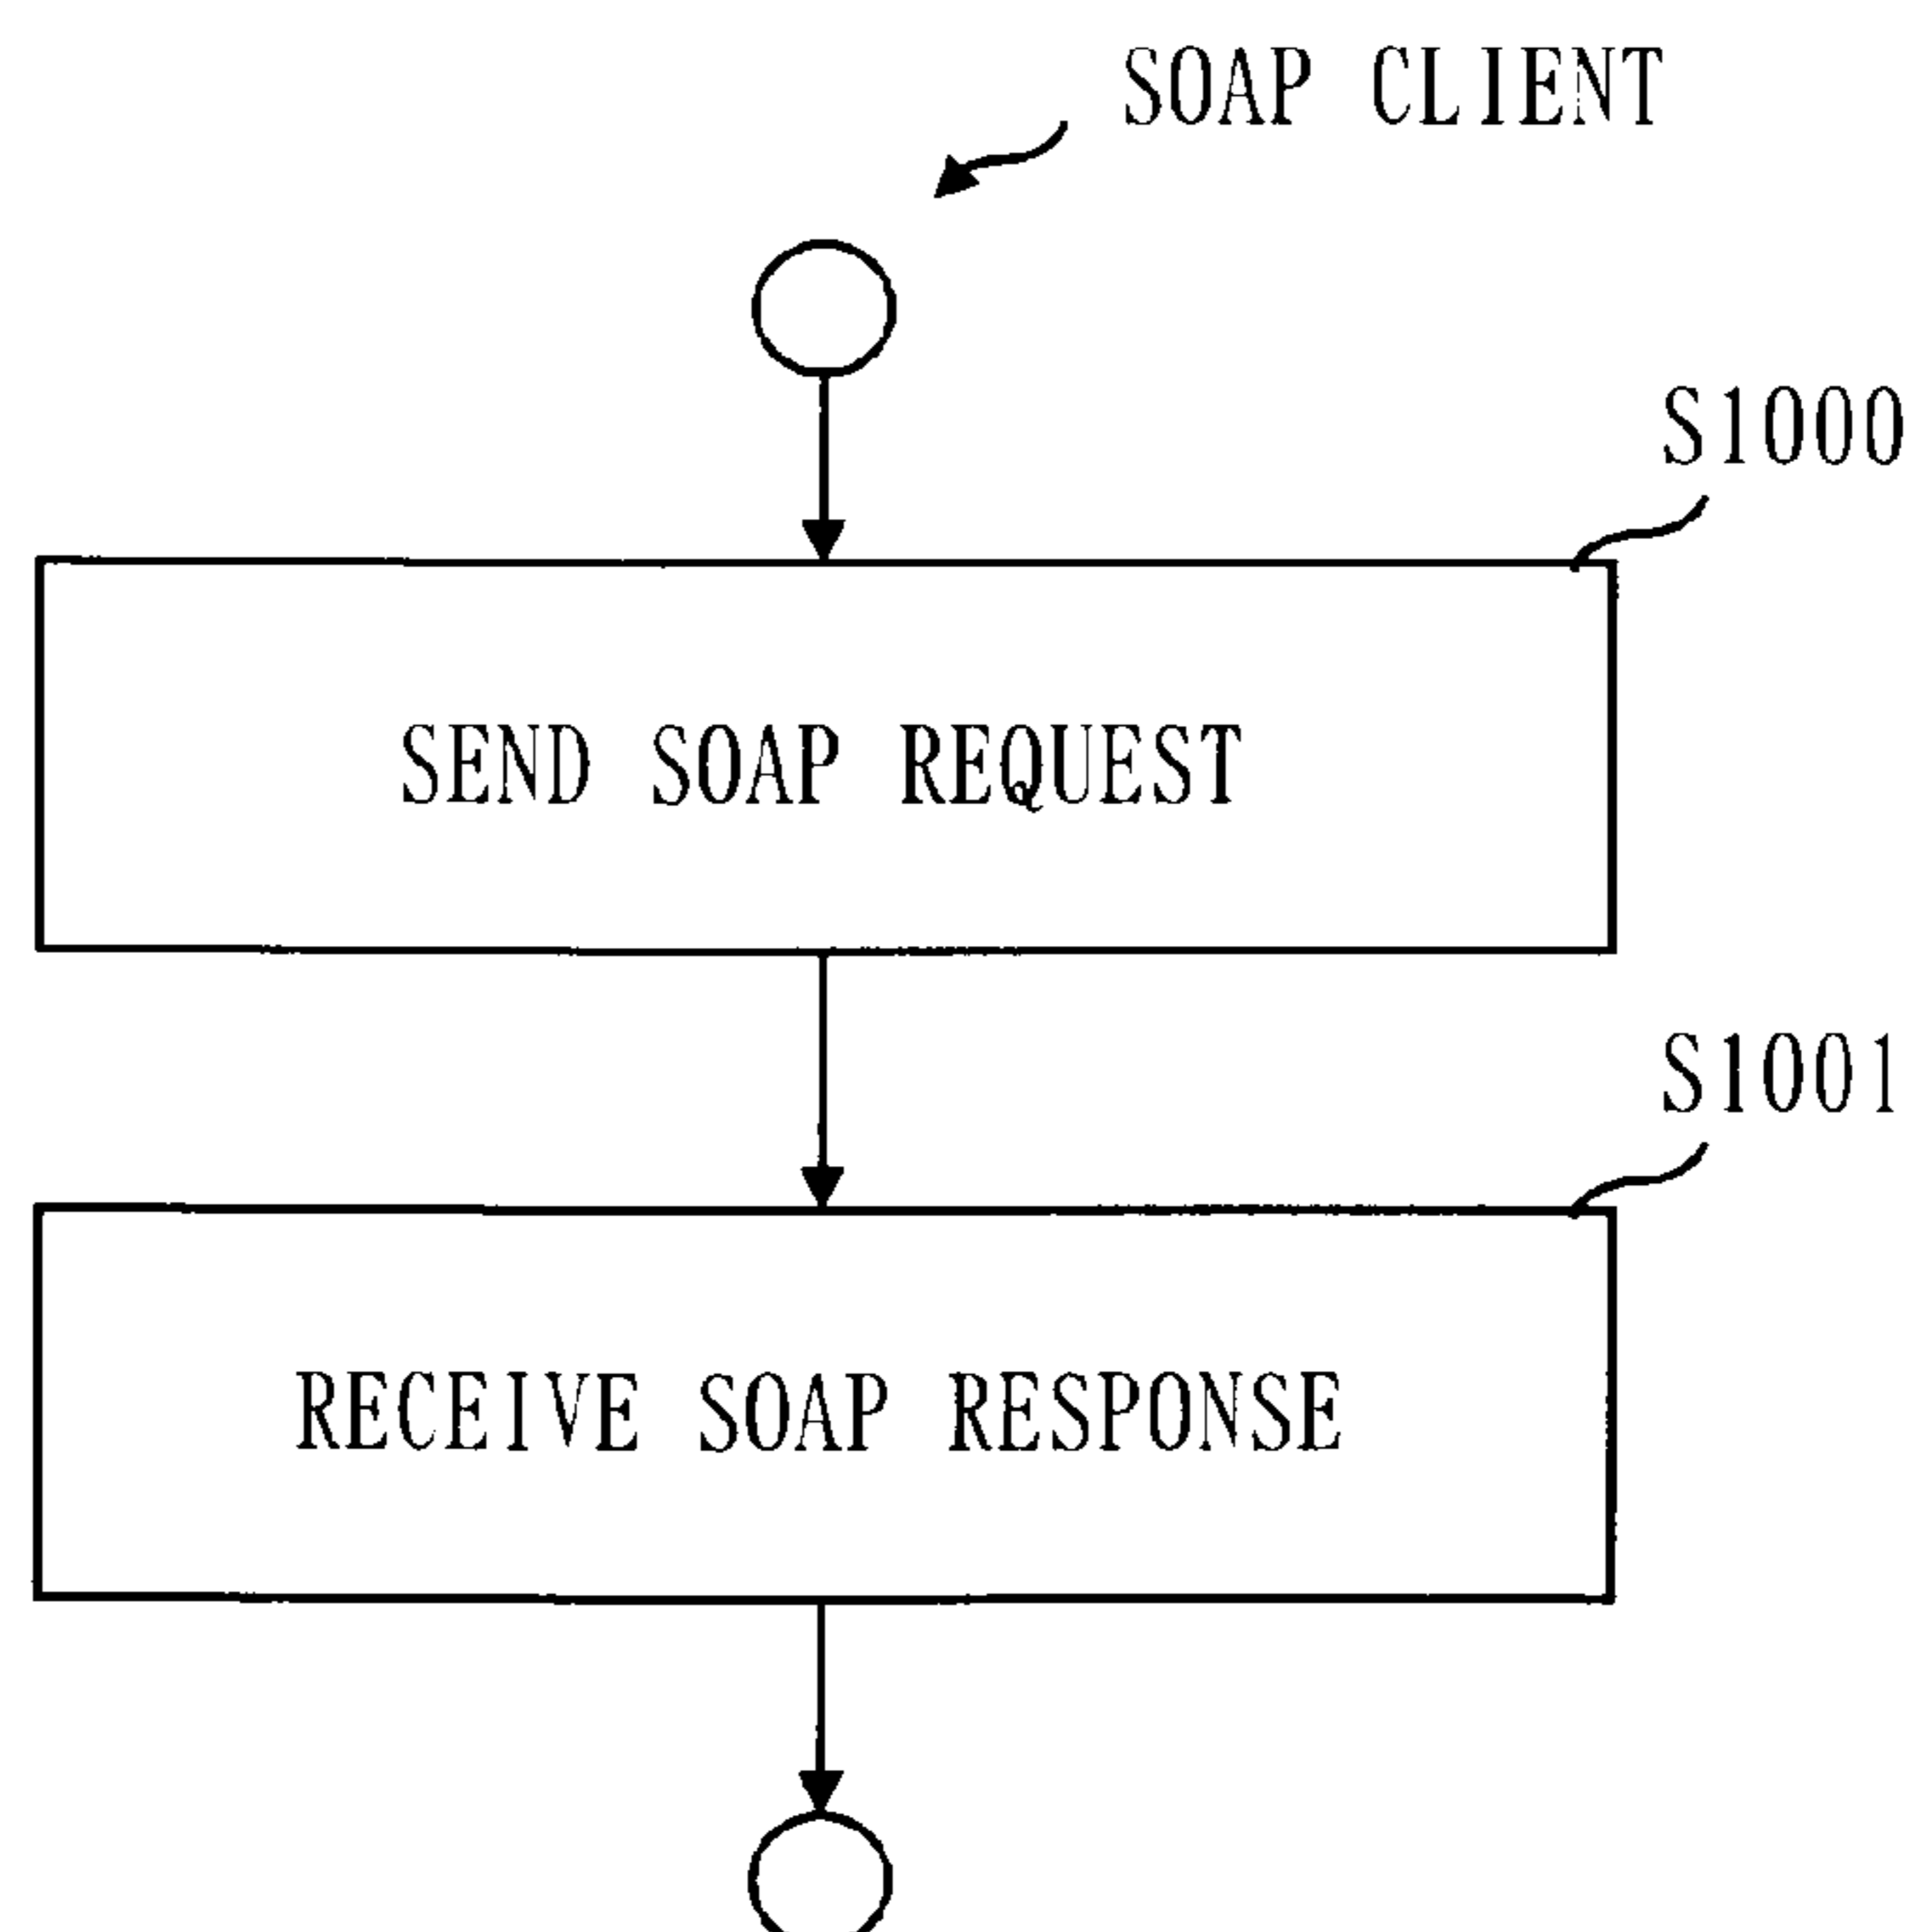 SOAP CLIENT
S1000
SEND SOAP REQUEST
S1001
RECEIVE SOAP RESPONSE